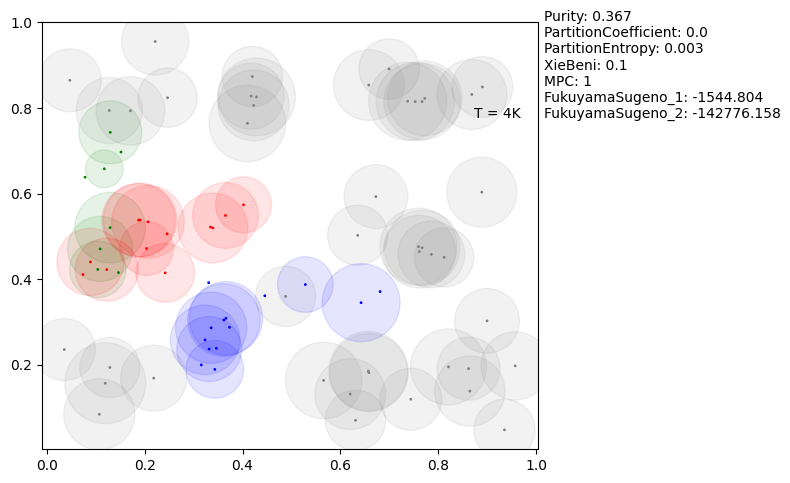 Purity: 0.367
PartitionCoefficient: 0.0
PartitionEntropy: 0.003
XieBeni: 0.1
MPC: 1
FukuyamaSugeno_1: -1544.804
FukuyamaSugeno_2: -142776.158
T = 4K
1.0
0.8
0.6
0.4
0.2
0.0 0.2 0.4 0.6 0.8 1.0